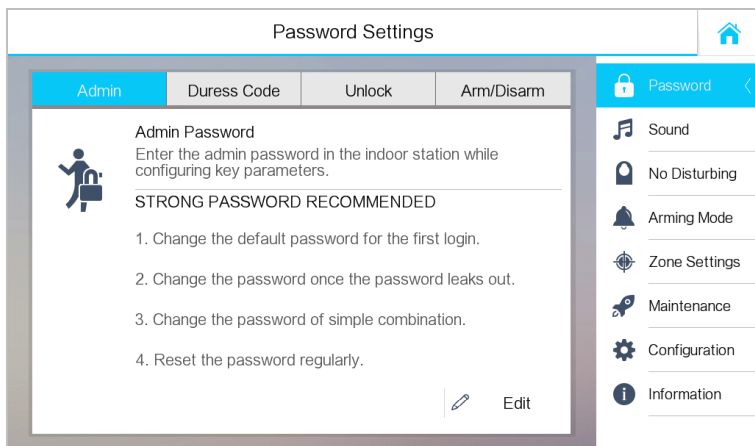 Password Settings
Admin
Duress Code
Unlock
Arm/Disarm
Admin Password
Enter the admin password in the indoor station while
configuring key parameters.
STRONG PASSWORD RECOMMENDED
1. Change the default password for the first login.
2. Change the password once the password leaks out.
3. Change the password of simple combination.
4. Reset the password regularly.
Edit
Password
Sound
No Disturbing
Arming Mode
Zone Settings
Maintenance
Configuration
Information